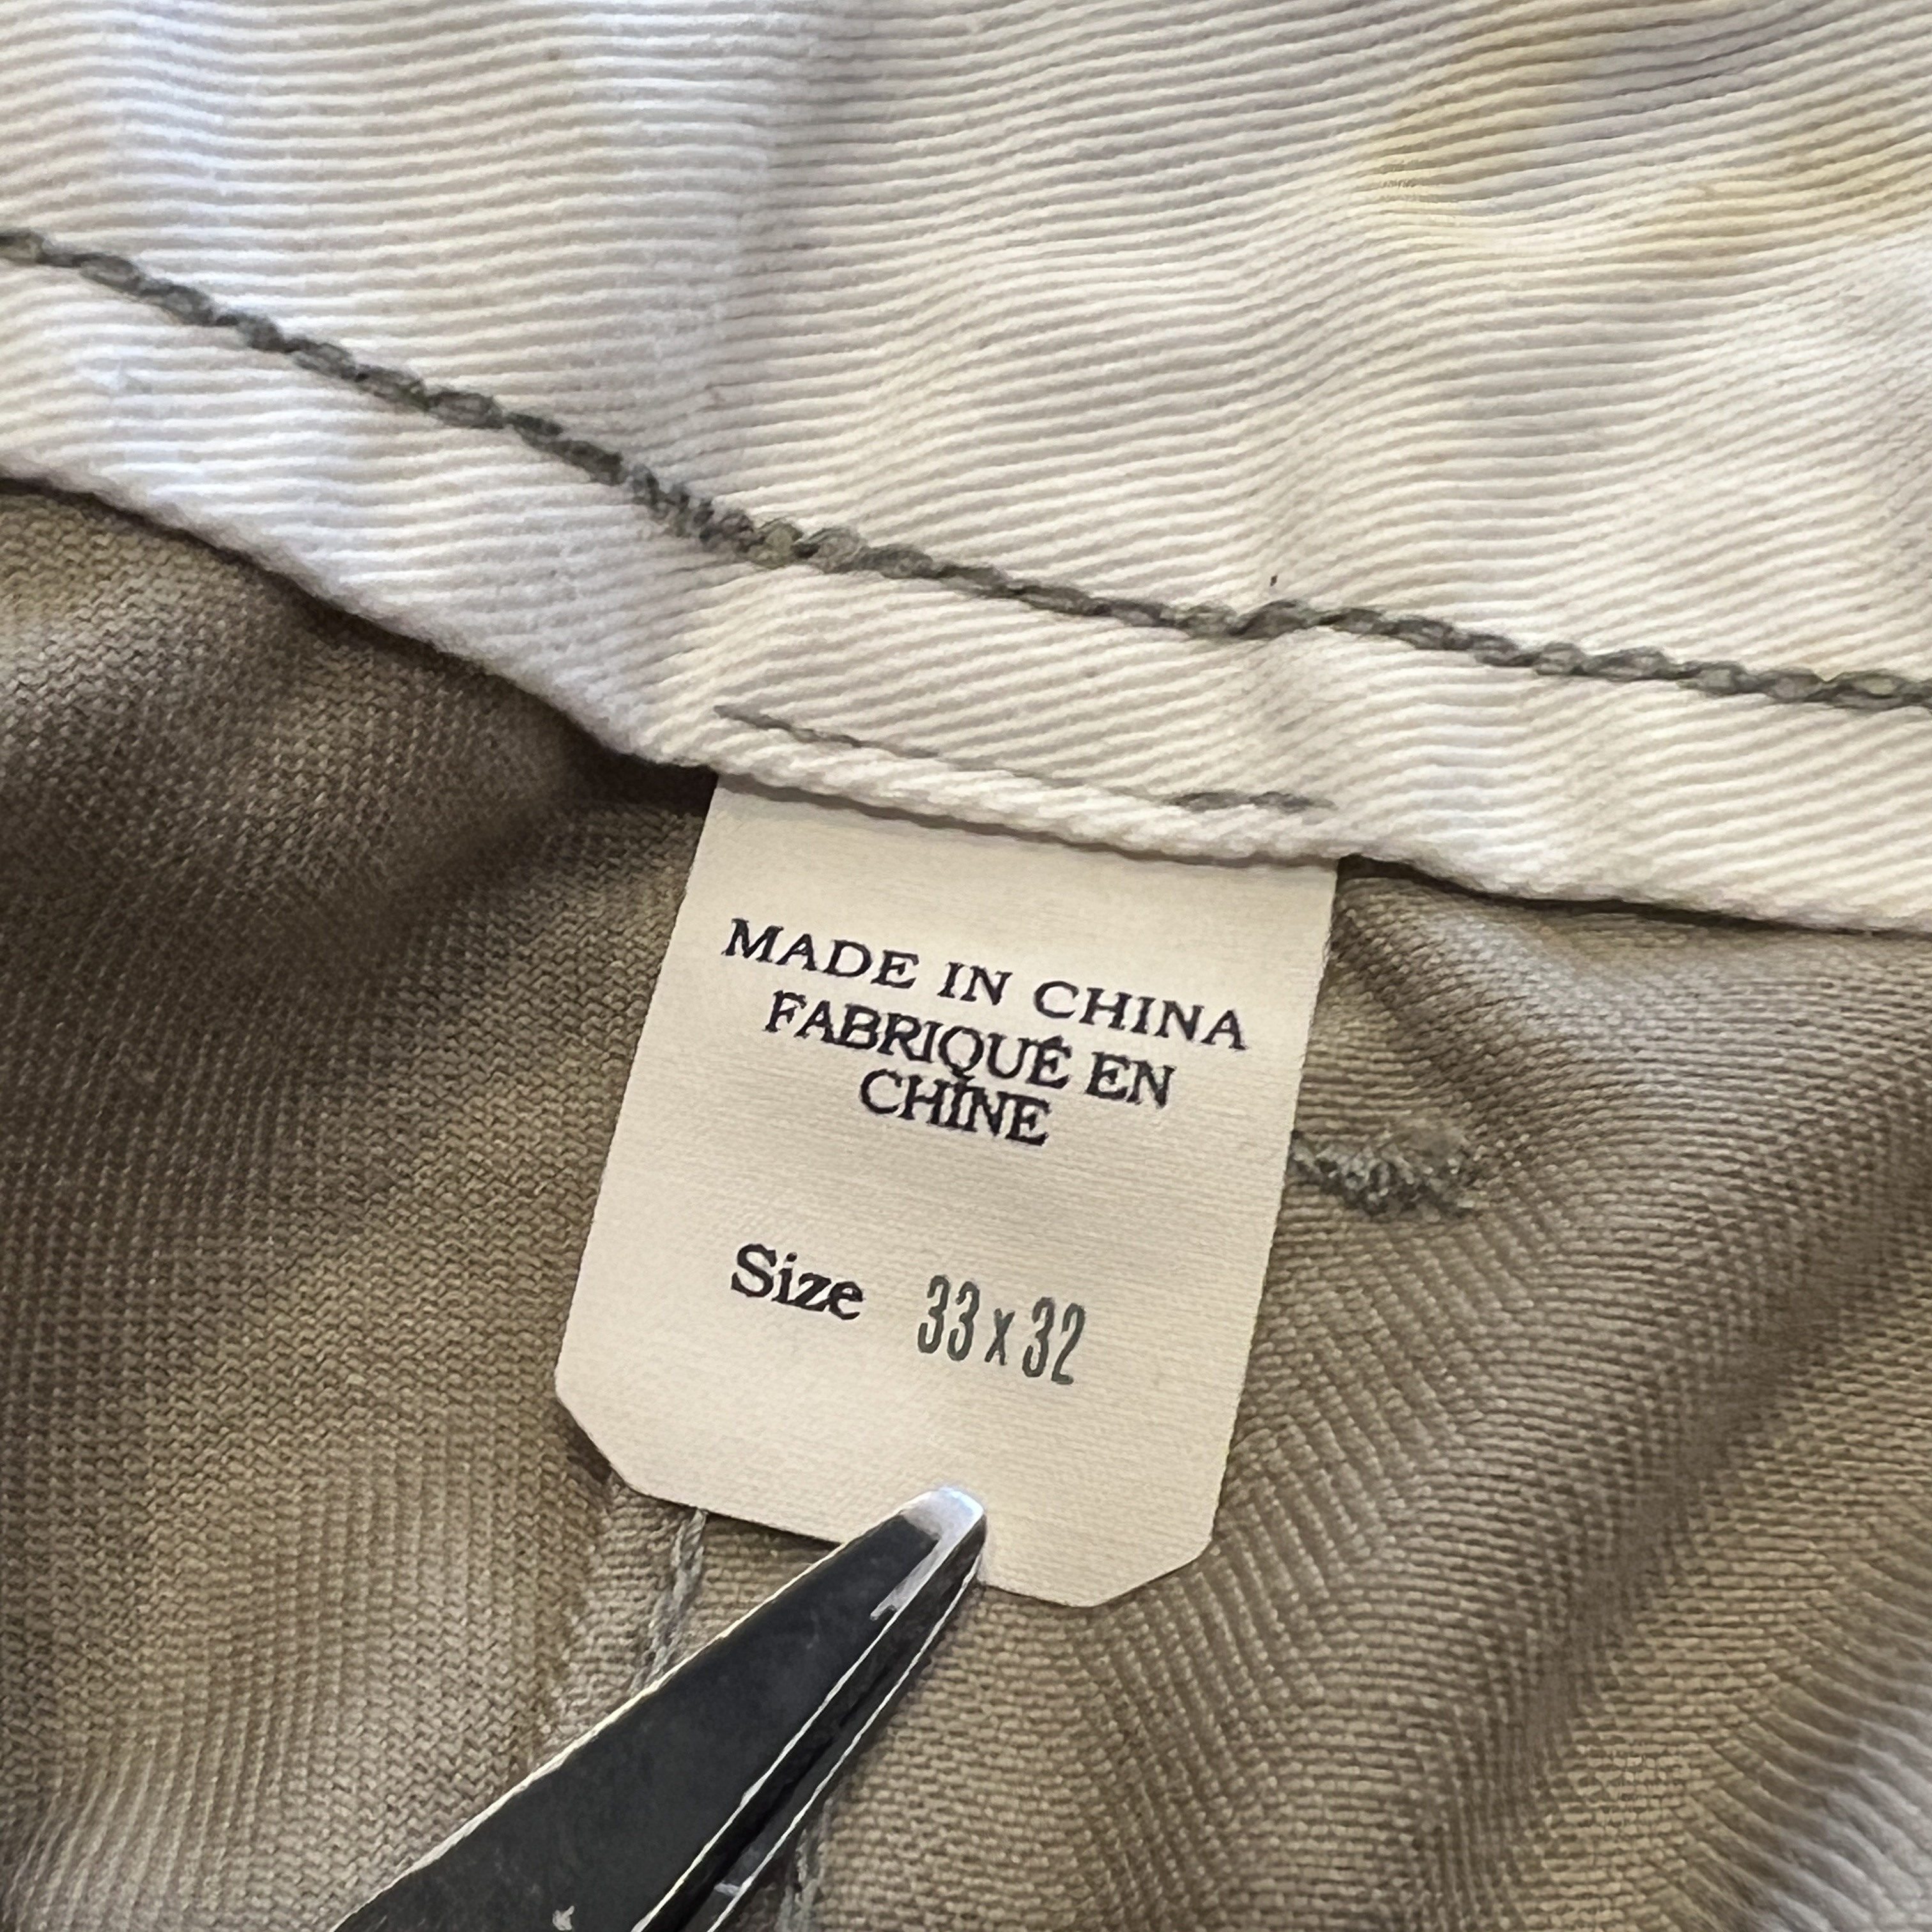 MADE IN CHINA
FABRIQUÉ EN
CHINE
Size 33 x 32